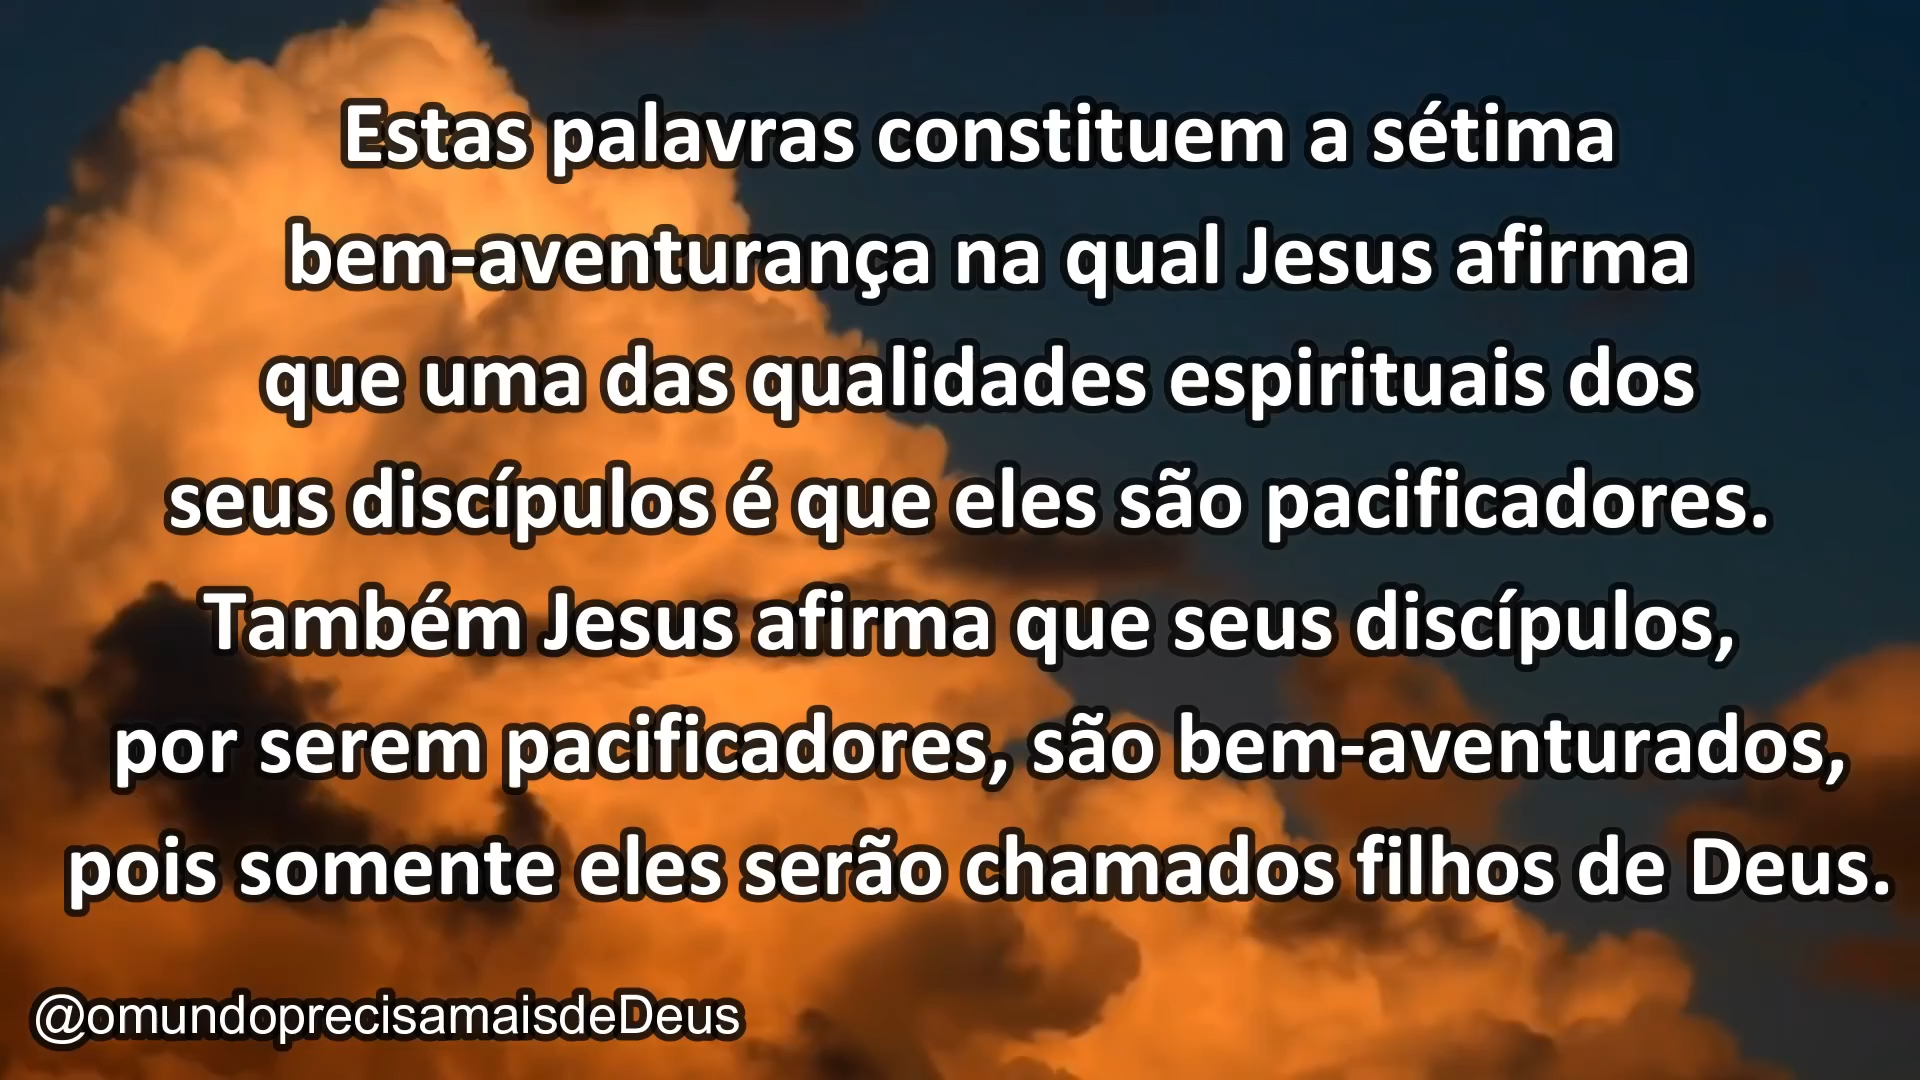 Estas palavras constituem a sétima
bem-aventurança na qual Jesus afirma
que uma das qualidades espirituais dos
seus discípulos é que eles são pacificadores.
Também Jesus afirma que seus discípulos,
por serem pacificadores, são bem-aventurados,
pois somente eles serão chamados filhos de Deus.
@omundoprecisamaisdeDeus